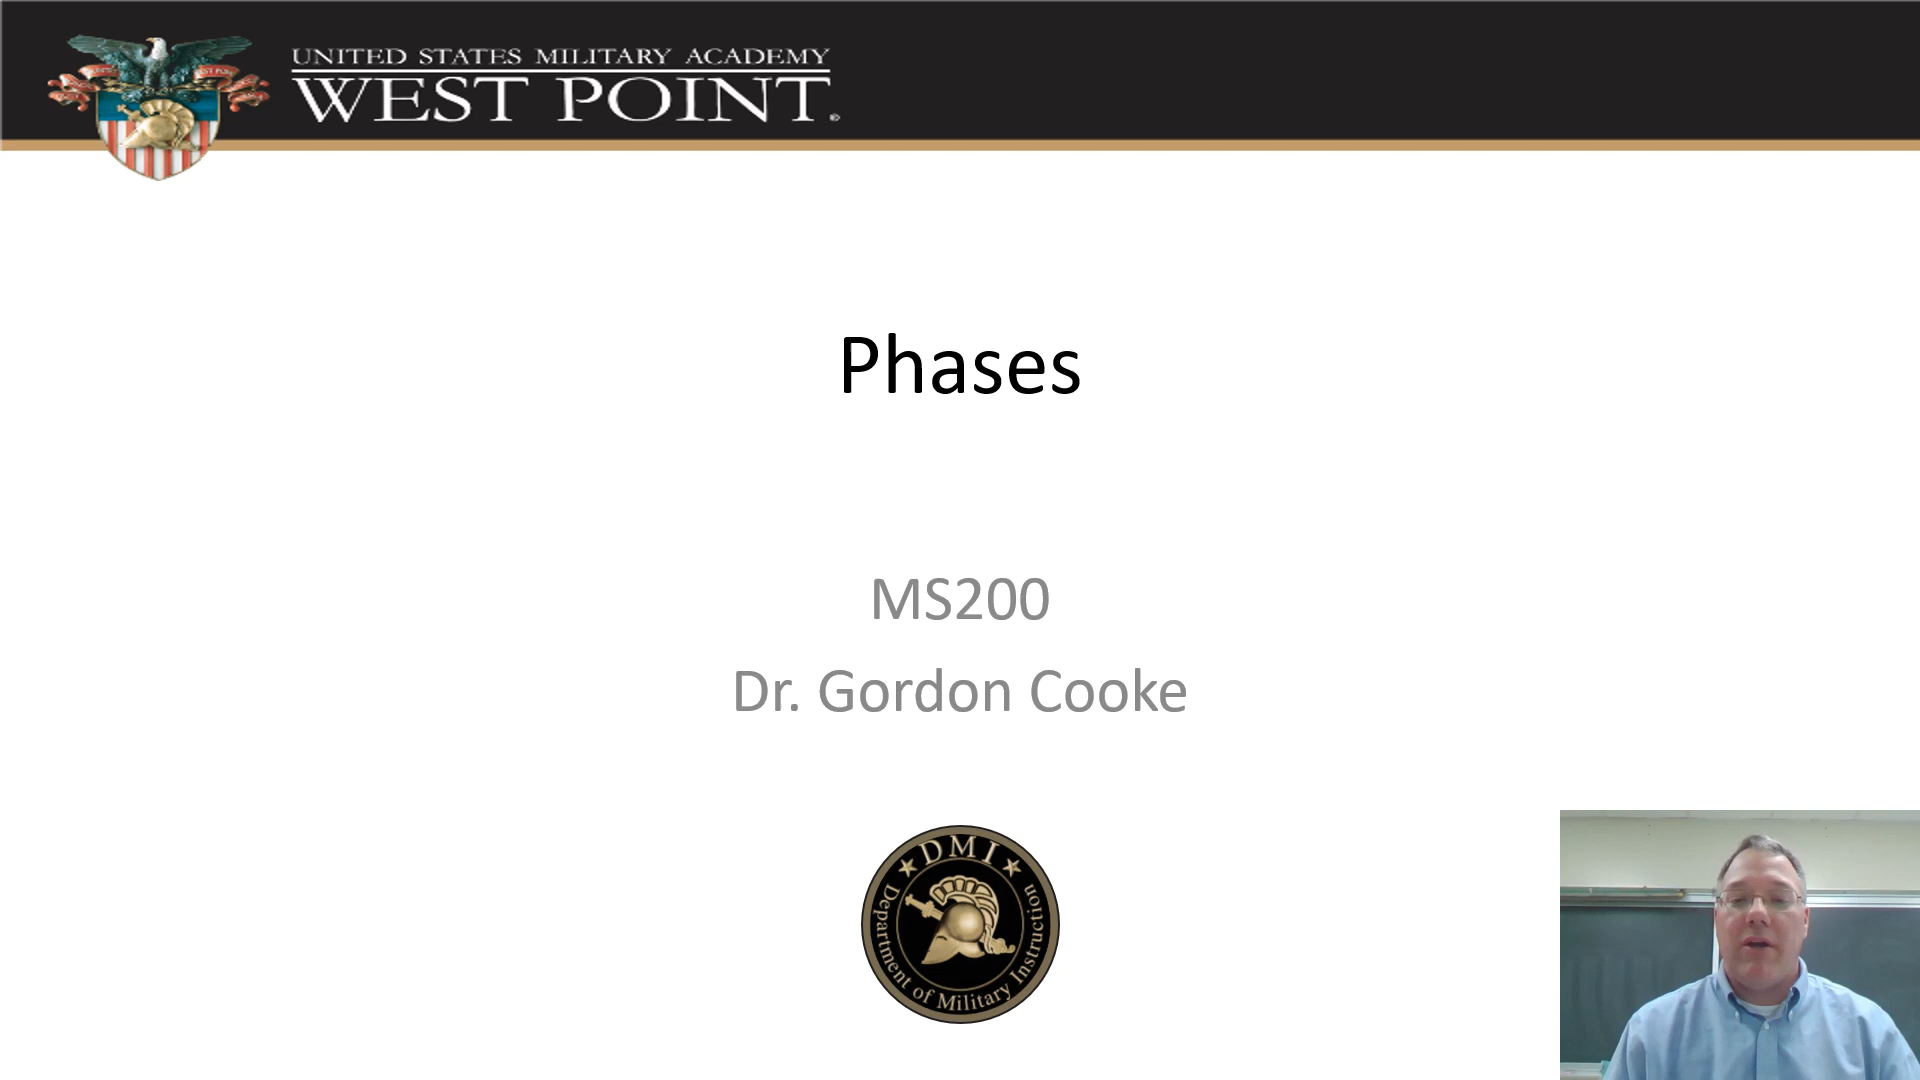 UNITED STATES MILITARY ACADEMY
WEST POINT®
Phases
MS200
Dr. Gordon Cooke
DMI
Department of Military Instruction